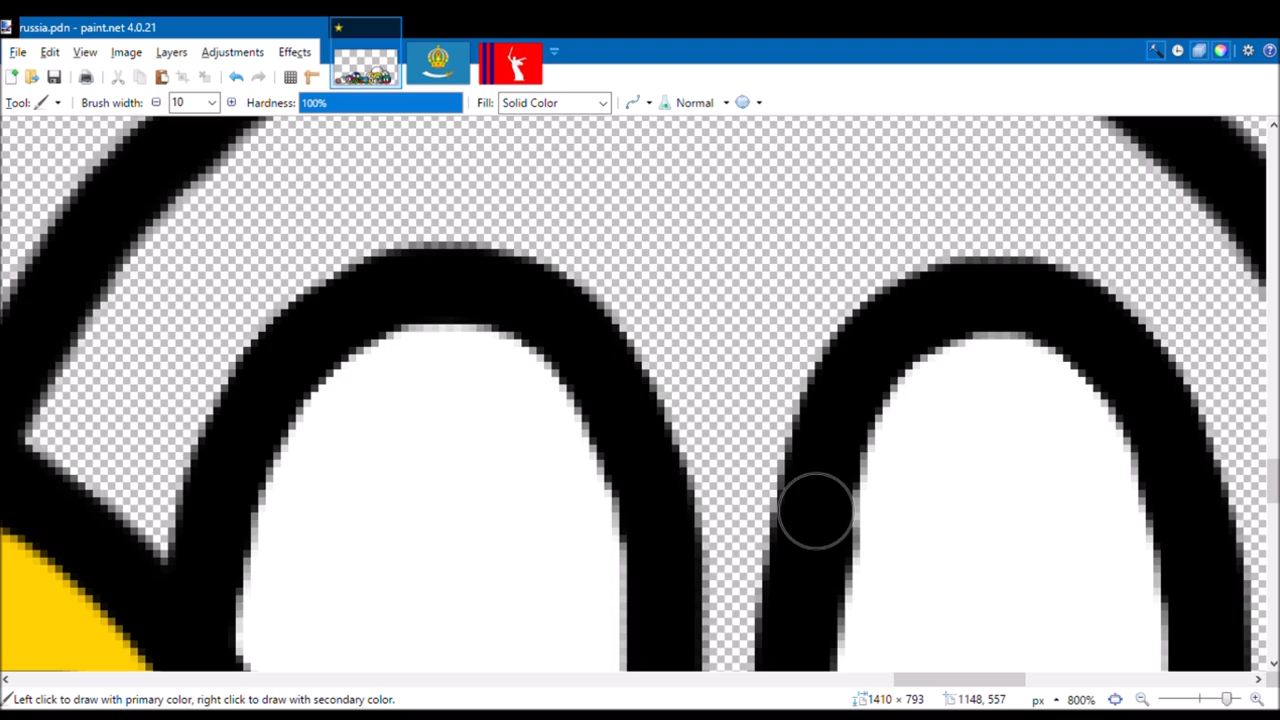 russia.pdn - paint.net 4.0.21
File Edit View Image Layers Adjustments Effects
Tool: Brush width: 10 Hardness: 100% Fill: Solid Color Normal
Left click to draw with primary color, right click to draw with secondary color. 1410 × 793 1148, 557 px 800%